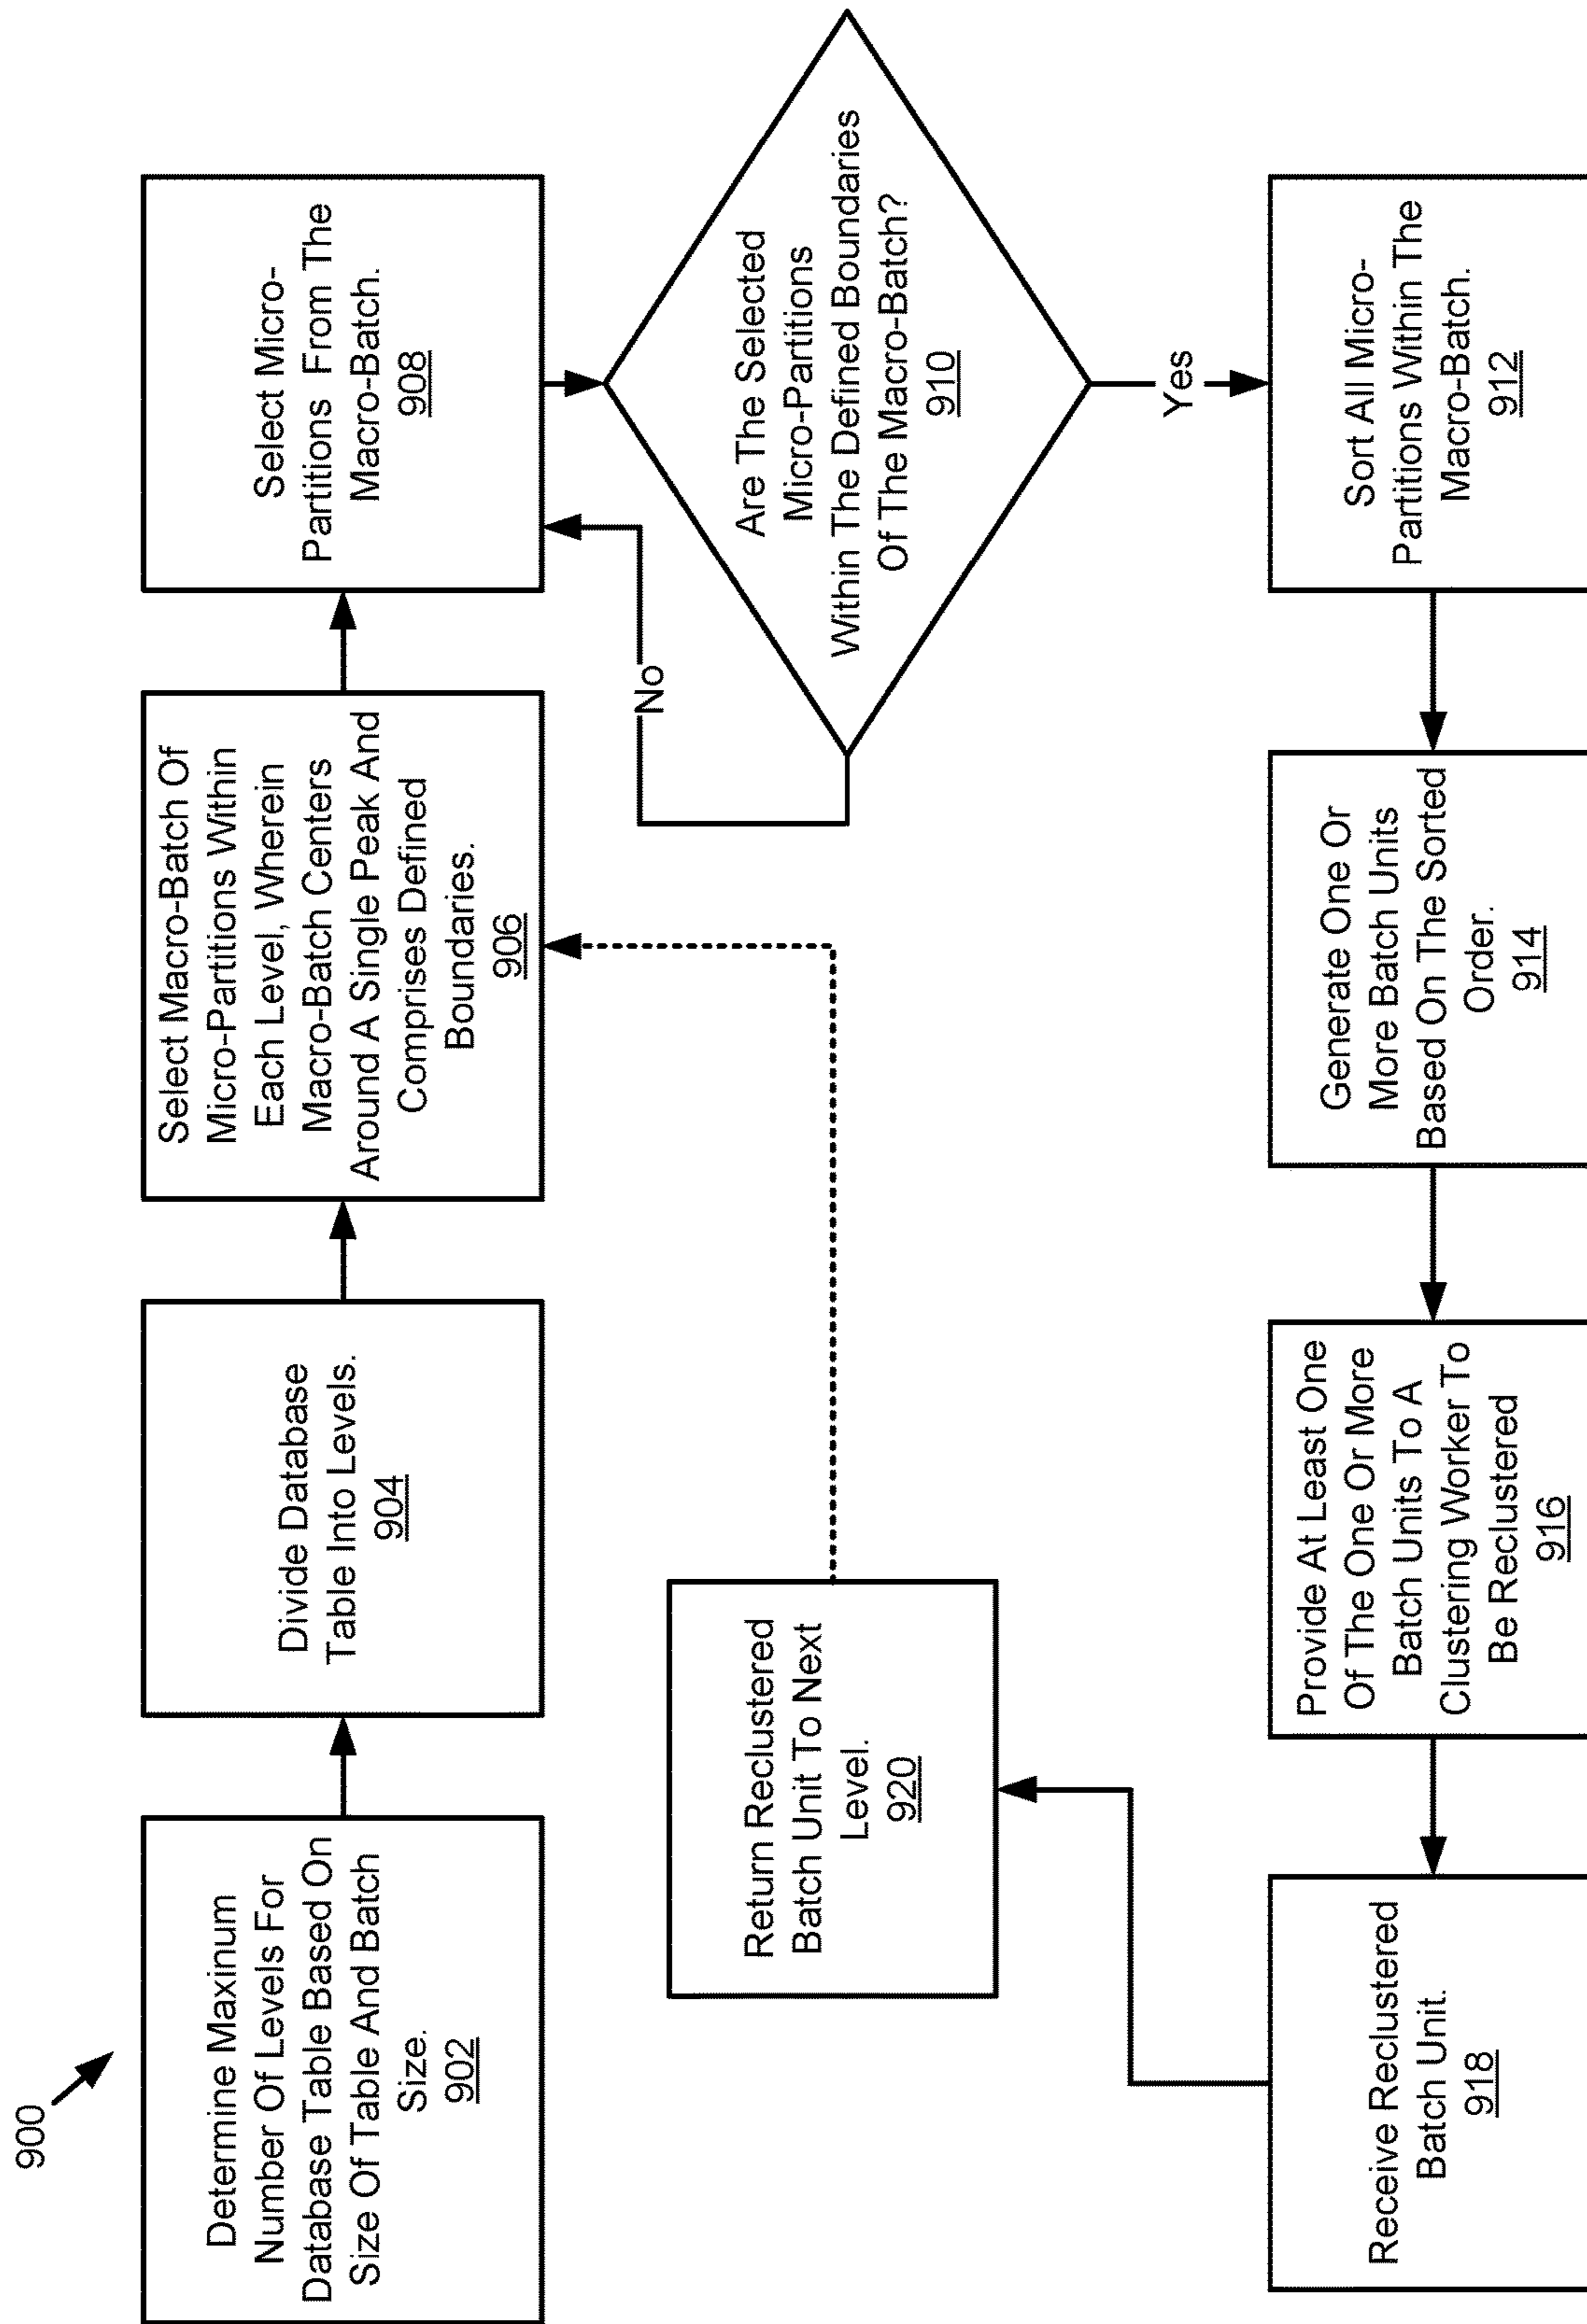 900
Determine Maxinum
Number Of Levels For
Database Table Based On
Size Of Table And Batch
Size.
902
Divide Database
Table Into Levels.
904
Select Macro-Batch Of
Micro-Partitions Within
Each Level, Wherein
Macro-Batch Centers
Around A Single Peak And
Comprises Defined
Boundaries.
906
Select Micro-
Partitions From The
Macro-Batch.
908
No
Are The Selected
Micro-Partitions
Within The Defined Boundaries
Of The Macro-Batch?
910
Yes
Sort All Micro-
Partitions Within The
Macro-Batch.
912
Generate One Or
More Batch Units
Based On The Sorted
Order.
914
Provide At Least One
Of The One Or More
Batch Units To A
Clustering Worker To
Be Reclustered
916
Receive Reclustered
Batch Unit.
918
Return Reclustered
Batch Unit To Next
Level.
920